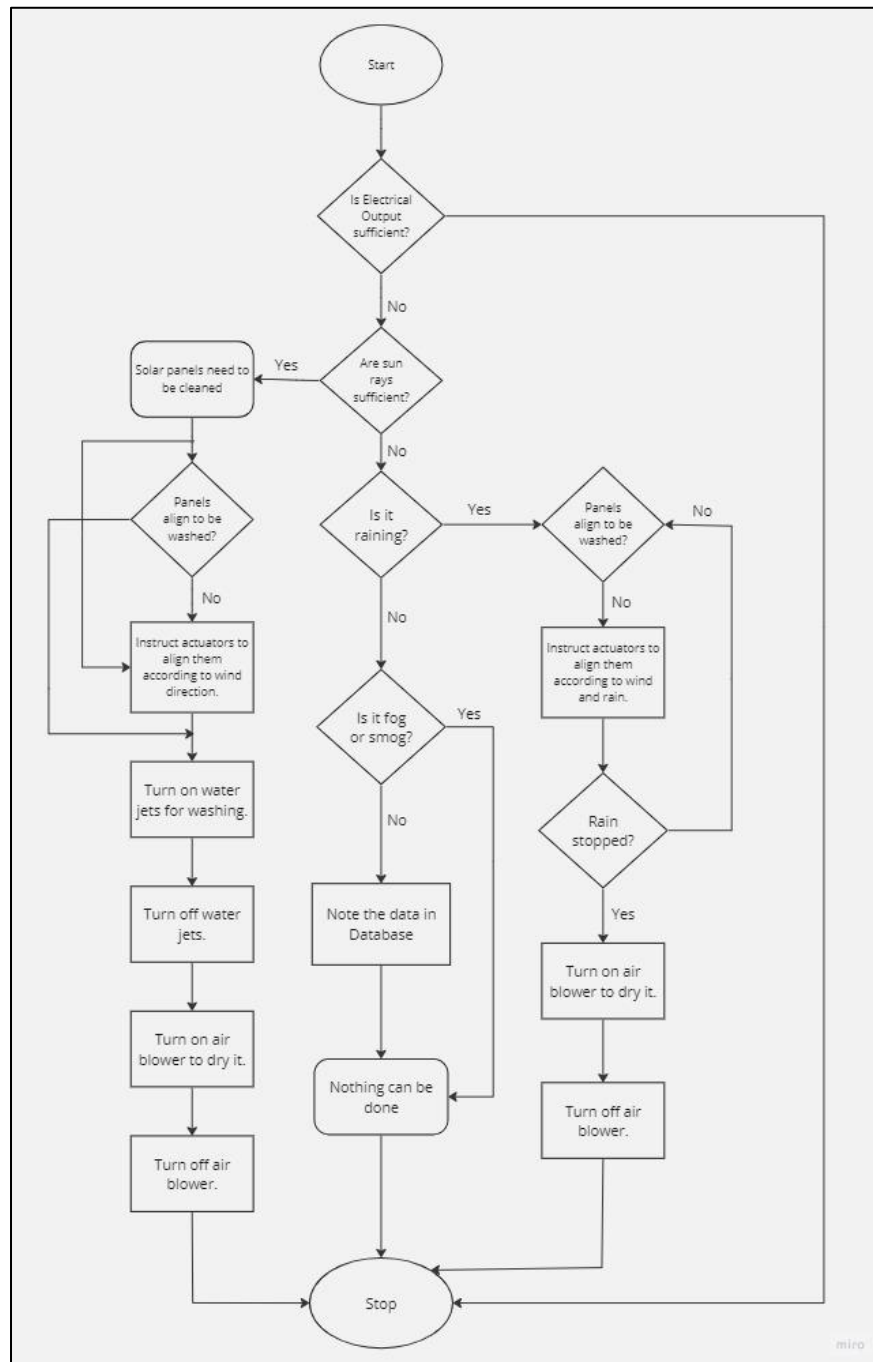 Start
Is Electrical
Output
sufficient?
No
Are sun
rays
sufficient?
Yes
Solar panels need to
be cleaned
Panels
align to be
washed?
No
Instruct actuators to
align them
according to wind
direction.
Turn on water
jets for washing.
Turn off water
jets.
Turn on air
blower to dry it.
Turn off air
blower.
No
Is it
raining?
Yes
Panels
align to be
washed?
No
No
Instruct actuators to
align them
according to wind
and rain.
Rain
stopped?
Yes
Turn on air
blower to dry it.
Turn off air
blower.
No
Is it fog
or smog?
Yes
No
Note the data in
Database
Nothing can be
done
Stop
miro